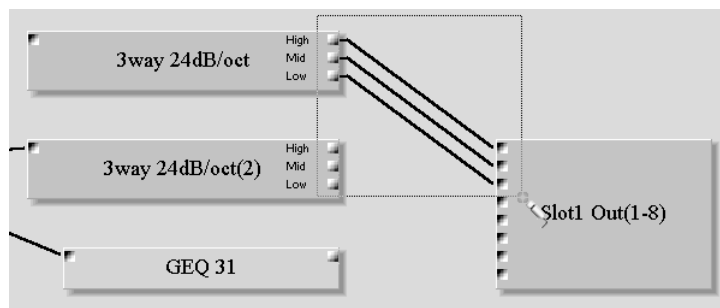 High
3way 24dB/oct
Mid
Low
High
3way 24dB/oct(2)
Mid
Low
Slot1 Out(1-8)
GEQ 31